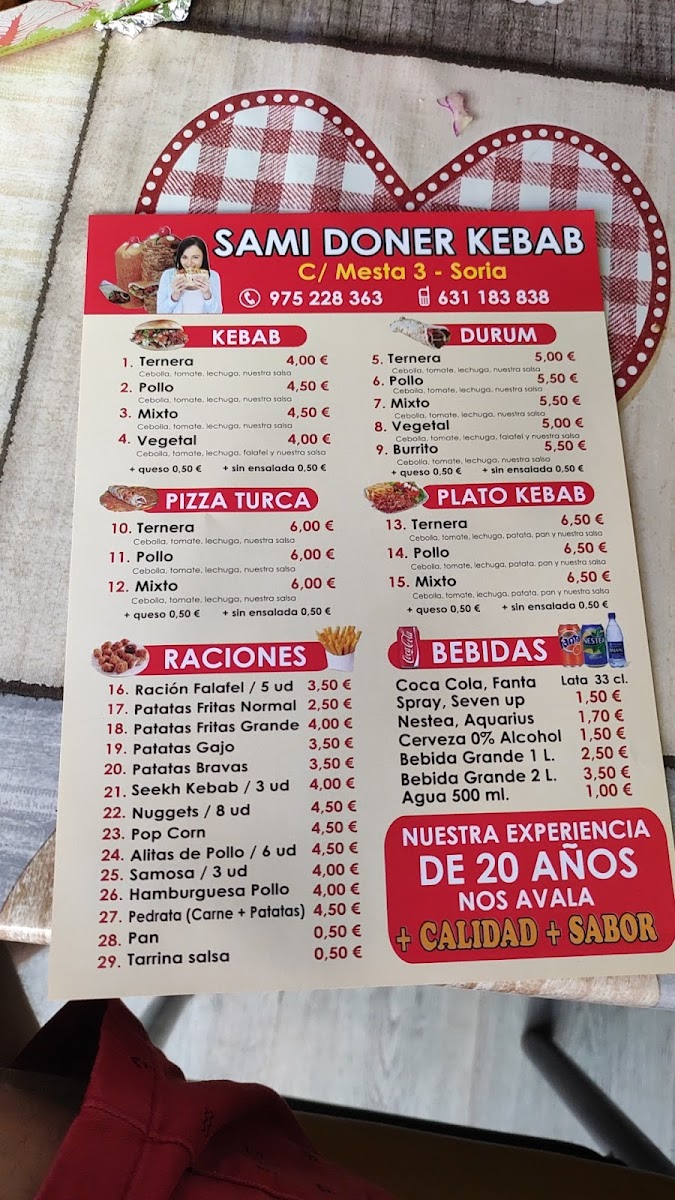 SAMI DONER KEBAB
C/ Mesta 3 - Soria
975 228 363 631 183 838
KEBAB
1. Ternera 4,00 €
Cebolla, tomate, lechuga, nuestra salsa
2. Pollo 4,50 €
Cebolla, tomate, lechuga, nuestra salsa
3. Mixto 4,50 €
Cebolla, tomate, lechuga, nuestra salsa
4. Vegetal 4,00 €
Cebolla, tomate, lechuga, falafel y nuestra salsa
+ queso 0,50 € + sin ensalada 0,50 €
DURUM
5. Ternera 5,00 €
Cebolla, tomate, lechuga, nuestra salsa
6. Pollo 5,50 €
Cebolla, tomate, lechuga, nuestra salsa
7. Mixto 5,50 €
Cebolla, tomate, lechuga, nuestra salsa
8. Vegetal 5,00 €
Cebolla, tomate, lechuga, falafel y nuestra salsa
9. Burrito 5,50 €
Cebolla, tomate, lechuga, nuestra salsa
+ queso 0,50 € + sin ensalada 0,50 €
PIZZA TURCA
10. Ternera 6,00 €
Cebolla, tomate, lechuga, nuestra salsa
11. Pollo 6,00 €
Cebolla, tomate, lechuga, nuestra salsa
12. Mixto 6,00 €
Cebolla, tomate, lechuga, nuestra salsa
+ queso 0,50 € + sin ensalada 0,50 €
PLATO KEBAB
13. Ternera 6,50 €
Cebolla, tomate, lechuga, patata, pan y nuestra salsa
14. Pollo 6,50 €
Cebolla, tomate, lechuga, patata, pan y nuestra salsa
15. Mixto 6,50 €
Cebolla, tomate, lechuga, patata, pan y nuestra salsa
+ queso 0,50 € + sin ensalada 0,50 €
RACIONES
16. Ración Falafel / 5 ud 3,50 €
17. Patatas Fritas Normal 2,50 €
18. Patatas Fritas Grande 4,00 €
19. Patatas Gajo 3,50 €
20. Patatas Bravas 3,50 €
21. Seekh Kebab / 3 ud 4,00 €
22. Nuggets / 8 ud 4,50 €
23. Pop Corn 4,50 €
24. Alitas de Pollo / 6 ud 4,50 €
25. Samosa / 3 ud 4,00 €
26. Hamburguesa Pollo 4,00 €
27. Pedrata (Carne + Patatas) 4,50 €
28. Pan 0,50 €
29. Tarrina salsa 0,50 €
Coca-Cola
Fanta
NESTEA
BEBIDAS
Coca Cola, Fanta Lata 33 cl.
Spray, Seven up 1,50 €
Nestea, Aquarius 1,70 €
Cerveza 0% Alcohol 1,50 €
Bebida Grande 1 L. 2,50 €
Bebida Grande 2 L. 3,50 €
Agua 500 ml. 1,00 €
NUESTRA EXPERIENCIA
DE 20 AÑOS
NOS AVALA
+ CALIDAD + SABOR